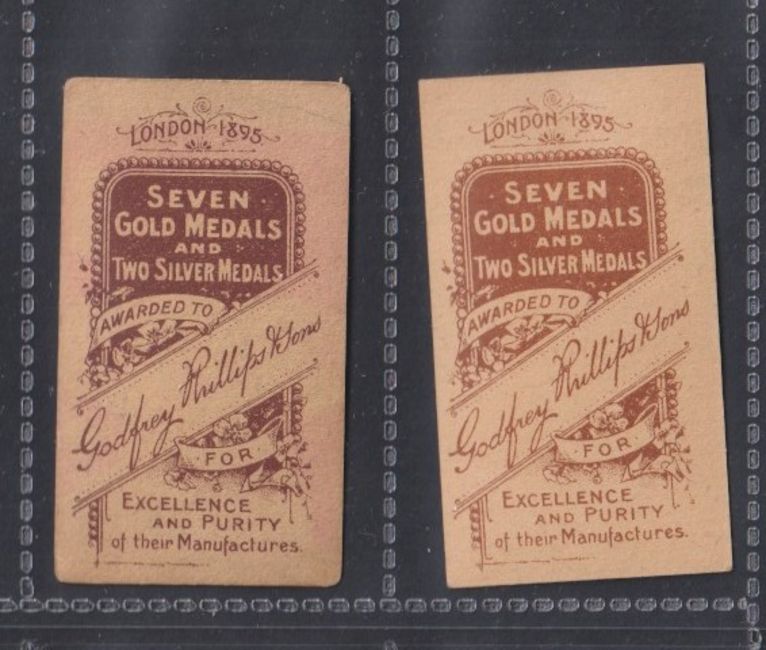 LONDON 1895
SEVEN
GOLD MEDALS
AND
TWO SILVER MEDALS
AWARDED TO
Godfrey Phillips & Sons
FOR
EXCELLENCE
AND PURITY
of their Manufactures.
LONDON 1895
SEVEN
GOLD MEDALS
AND
TWO SILVER MEDALS
AWARDED TO
Godfrey Phillips & Sons
FOR
EXCELLENCE
AND PURITY
of their Manufactures.